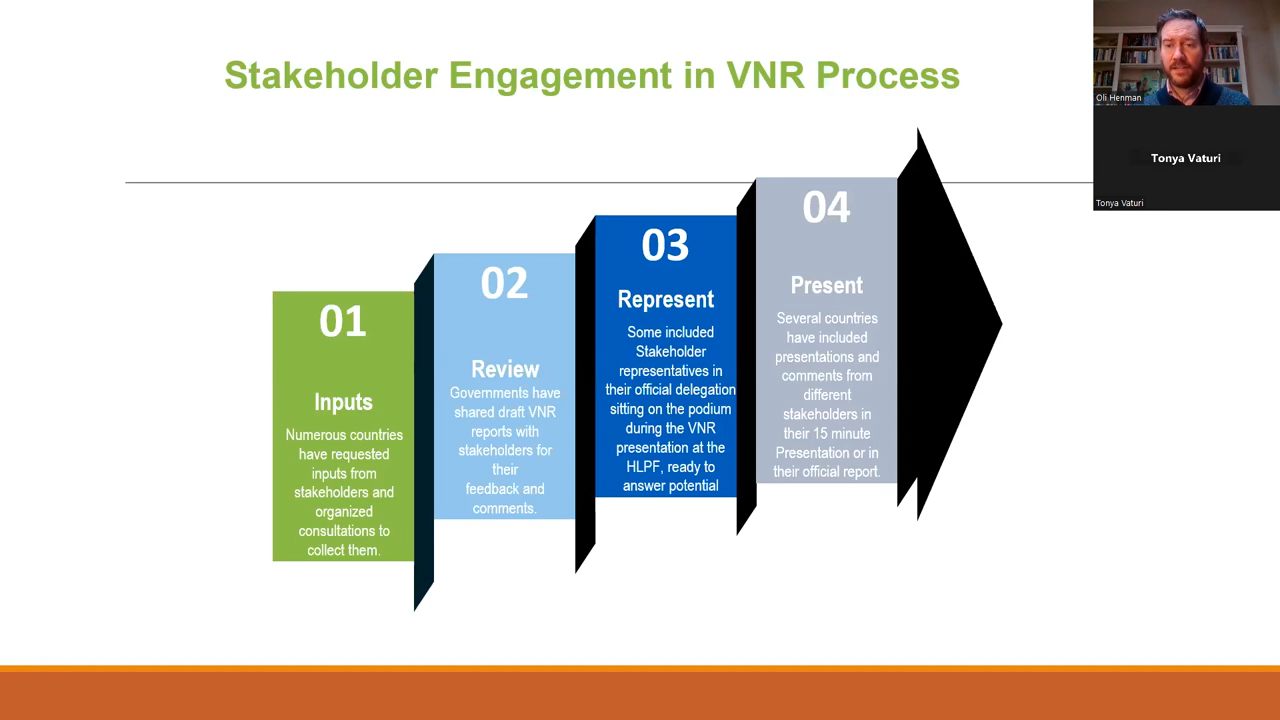 Stakeholder Engagement in VNR Process
01
Inputs
Numerous countries
have requested
inputs from
stakeholders and
organized
consultations to
collect them.
02
Review
Governments have
shared draft VNR
reports with
stakeholders for
their
feedback and
comments.
03
Represent
Some included
Stakeholder
representatives in
their official delegation
sitting on the podium
during the VNR
presentation at the
HLPF, ready to
answer potential
04
Present
Several countries
have included
presentations and
comments from
different
stakeholders in
their 15 minute
Presentation or in
their official report.
Oli Henman
Tonya Vaturi
Tonya Vaturi